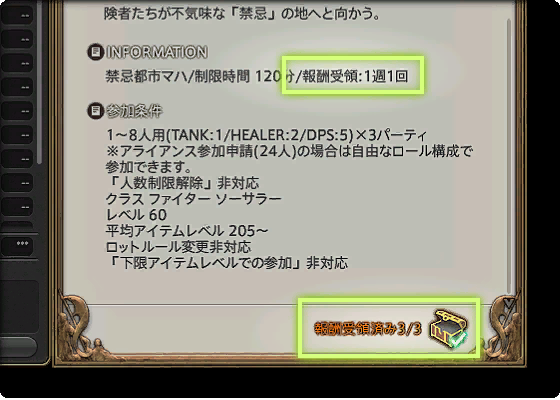 険者たちが不気味な「禁忌」の地へと向かう。
INFORMATION
禁忌都市マハ/制限時間 120分/報酬受領:1週1回
参加条件
1～8人用(TANK:1/HEALER:2/DPS:5)×3パーティ
※アライアンス参加申請(24人)の場合は自由なロール構成で
参加できます。
「人数制限解除」非対応
クラス ファイター ソーサラー
レベル 60
平均アイテムレベル 205～
ロットルール変更非対応
「下限アイテムレベルでの参加」非対応
報酬受領済み3/3